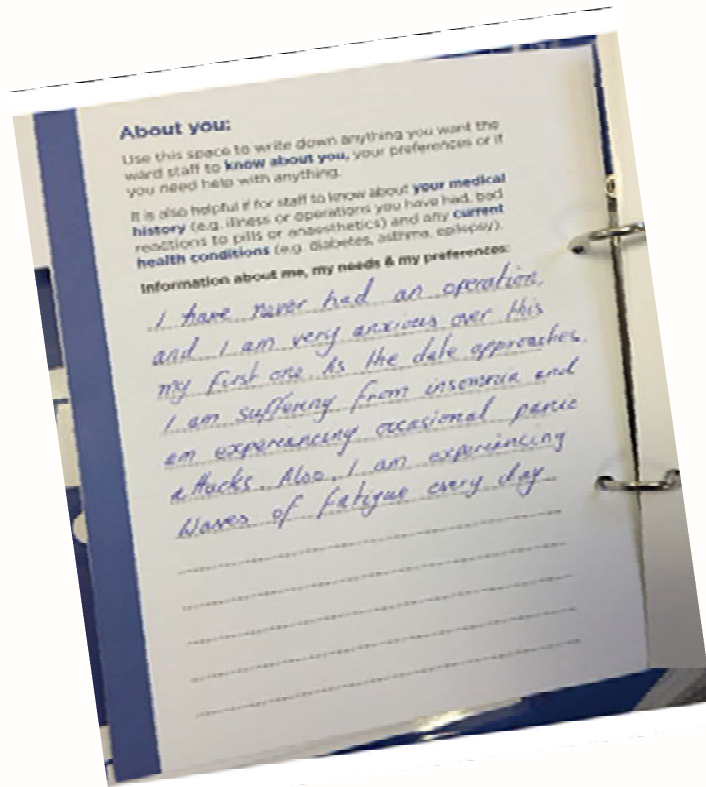 About you:
Use this space to write down anything you want the
ward staff to know about you, your preferences or if
you need help with anything.
It is also helpful if for staff to know about your medical
history (e.g. illness or operations you have had, bad
reactions to pills or anaesthetics) and any current
health conditions (e.g. diabetes, asthma, epilepsy).
Information about me, my needs & my preferences:
I have never had an operation,
and I am very anxious over this
my first one. As the date approaches,
I am suffering from insomnia and
am experiancing occasional panic
attacks. Also, I am experiancing
Waves of fatigue every day